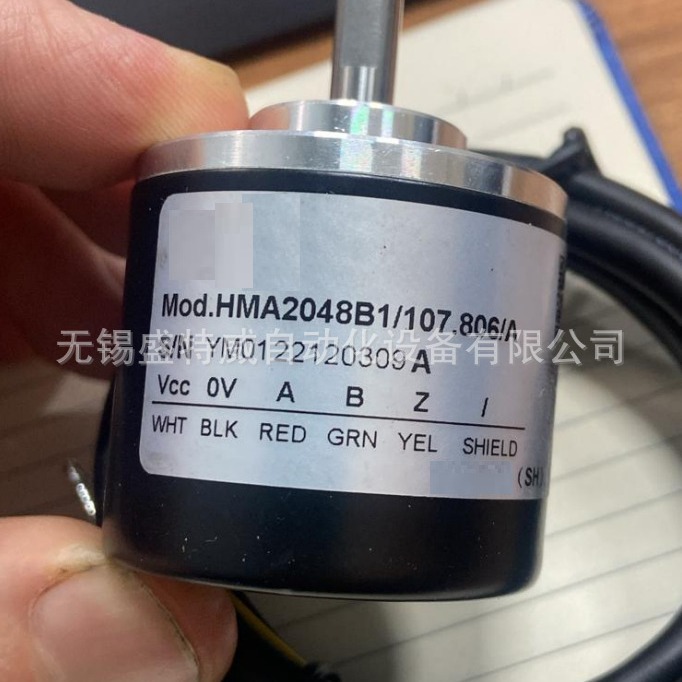 Mod.HMA2048B1/107.806/A
无锡盛特威自动化设备有限公司
S/N YM0122120309 A
Vcc 0V A B Z /
WHT BLK RED GRN YEL SHIELD
(SH)